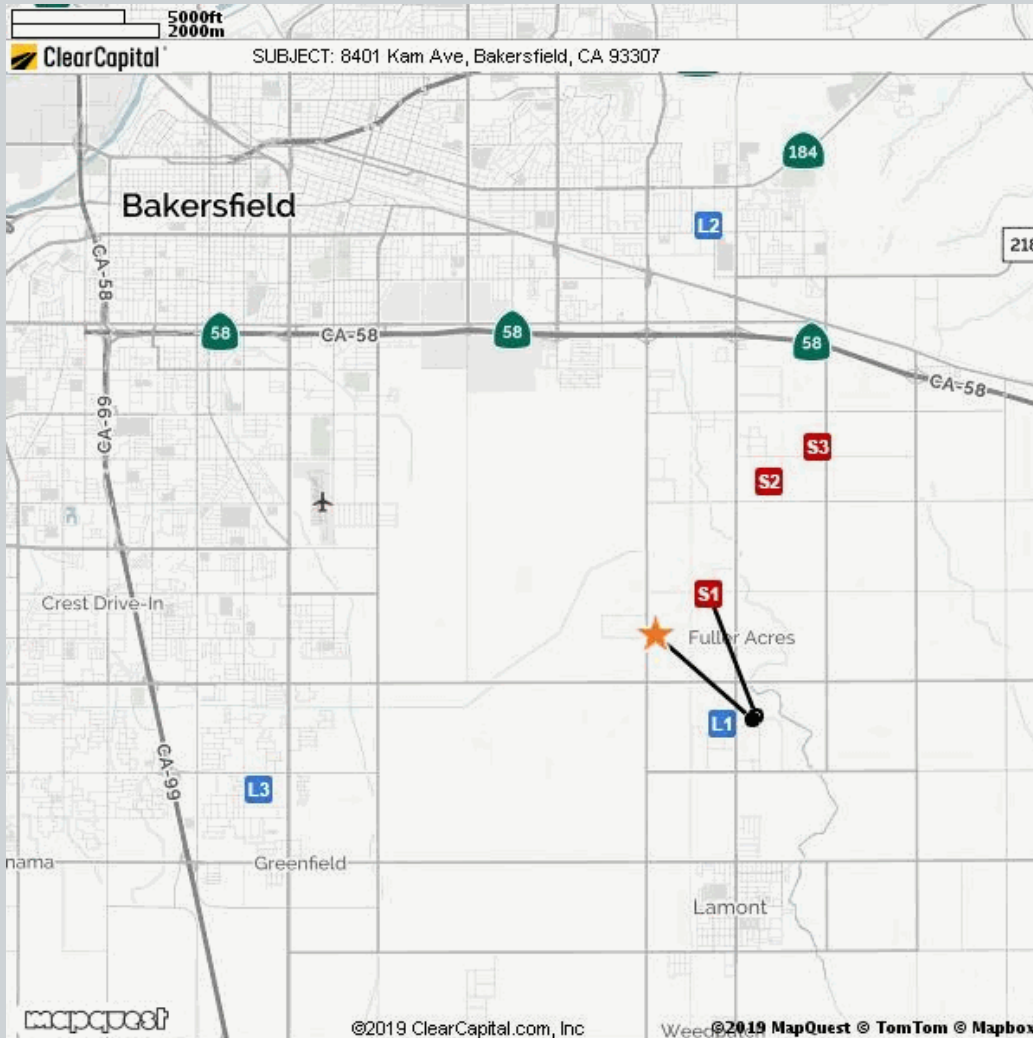 5000ft
2000m
ClearCapital
SUBJECT: 8401 Kam Ave, Bakersfield, CA 93307
184
Bakersfield
L2
218
CA-58
58
CA-58
58
58
CA-58
CA-99
S3
S2
Crest Drive-In
S1
Fuller Acres
L1
CA-99
L3
nama
Greenfield
Lamont
mapquest
©2019 ClearCapital.com, Inc
©2019 MapQuest © TomTom © Mapbox